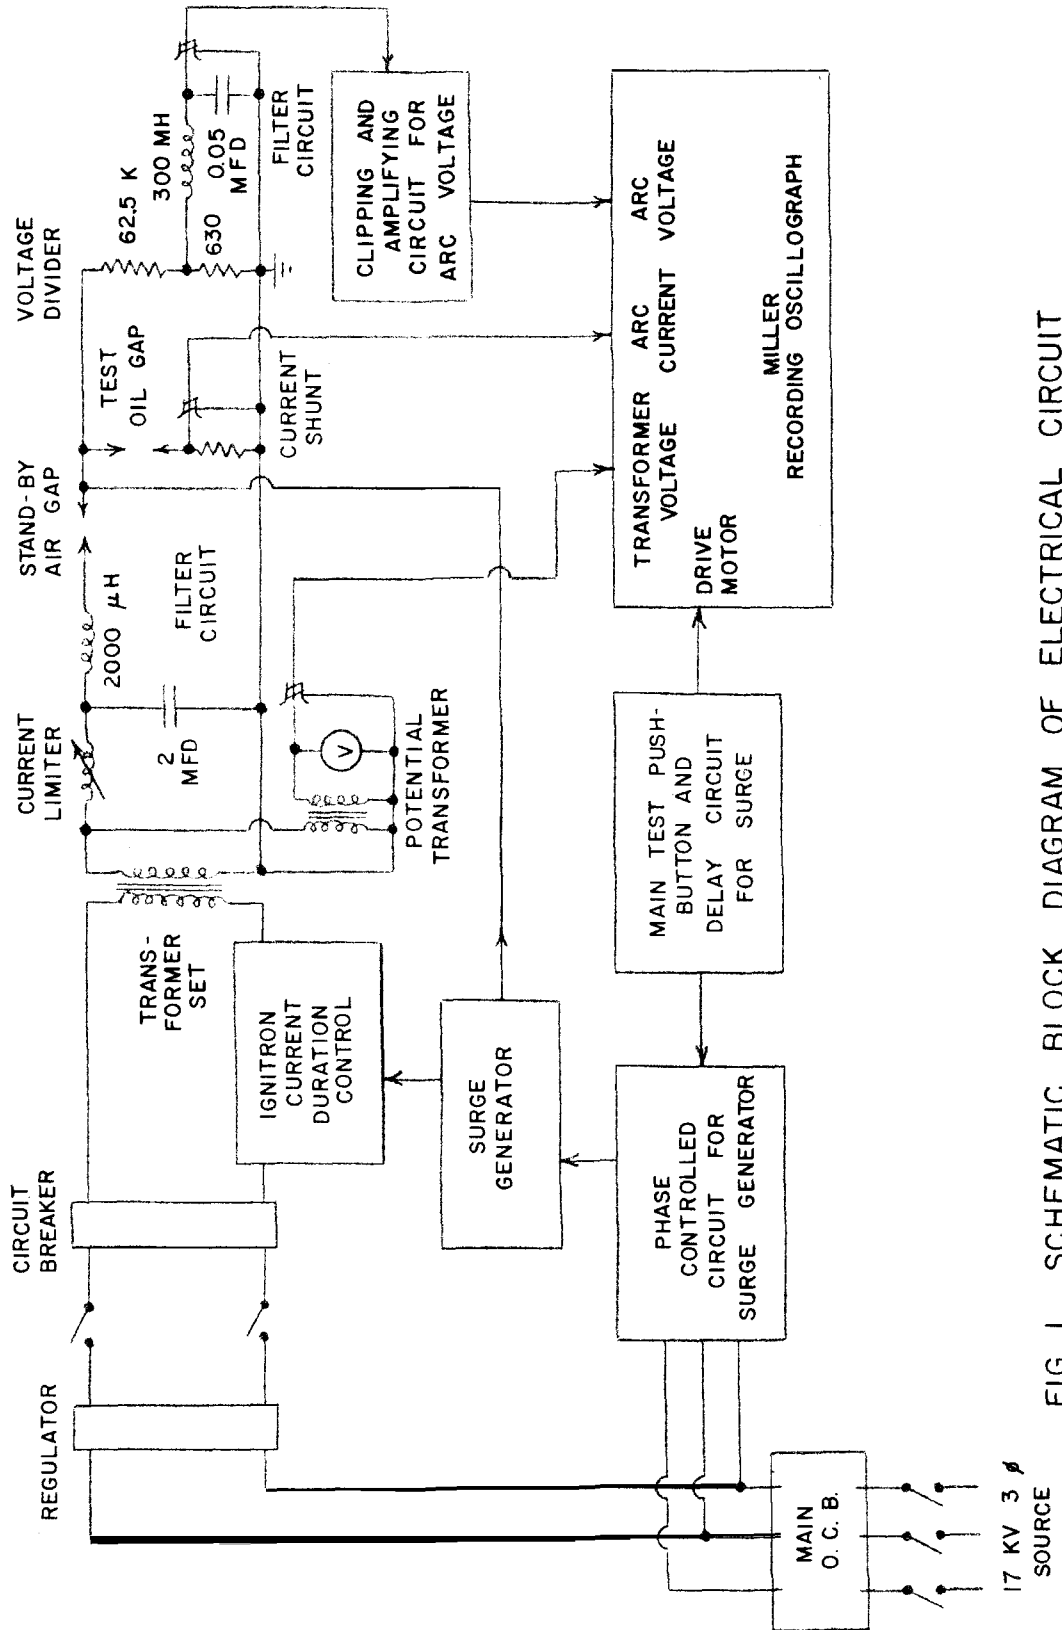 REGULATOR
CIRCUIT
BREAKER
TRANS-
FORMER
SET
IGNITRON
CURRENT
DURATION
CONTROL
CURRENT
LIMITER
2000 µH
2
MFD
FILTER
CIRCUIT
STAND-BY
AIR GAP
TEST
OIL GAP
CURRENT
SHUNT
VOLTAGE
DIVIDER
62.5 K
630
300 MH
0.05
MFD
FILTER
CIRCUIT
V
POTENTIAL
TRANSFORMER
CLIPPING AND
AMPLIFYING
CIRCUIT FOR
ARC VOLTAGE
SURGE
GENERATOR
PHASE
CONTROLLED
CIRCUIT FOR
SURGE GENERATOR
MAIN TEST PUSH-
BUTTON AND
DELAY CIRCUIT
FOR SURGE
TRANSFORMER
VOLTAGE
ARC
CURRENT
ARC
VOLTAGE
DRIVE
MOTOR
MILLER
RECORDING OSCILLOGRAPH
MAIN
O.C.B.
17 KV 3 ø
SOURCE
FIG. 1 SCHEMATIC BLOCK DIAGRAM OF ELECTRICAL CIRCUIT